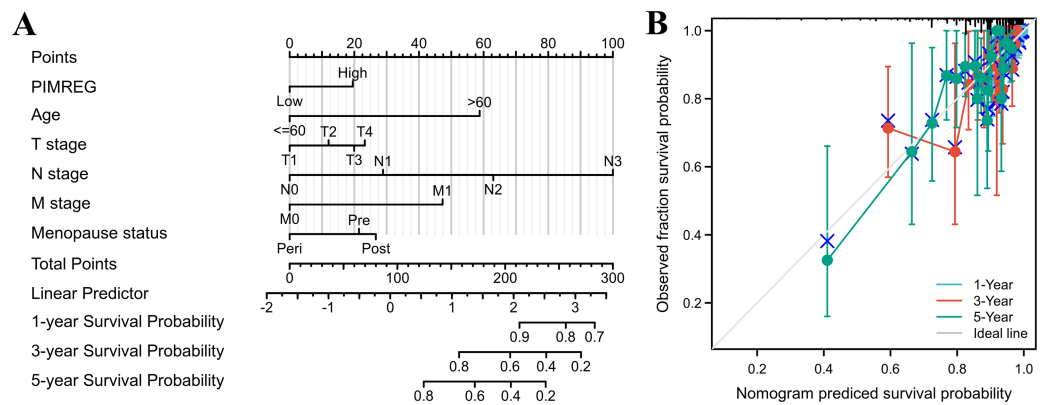 A
Points
0 20 40 60 80 100
PIMREG
Low High
Age
<=60 >60
T stage
T1 T2 T3 T4
N stage
N0 N1 N2 N3
M stage
M0 M1
Menopause status
Peri Pre Post
Total Points
0 100 200 300
Linear Predictor
-2 -1 0 1 2 3
1-year Survival Probability
0.9 0.8 0.7
3-year Survival Probability
0.8 0.6 0.4 0.2
5-year Survival Probability
0.8 0.6 0.4 0.2
B
Observed fraction survival probability
1.0
0.8
0.6
0.4
0.2
0.2 0.4 0.6 0.8 1.0
Nomogram prediced survival probability
1-Year
3-Year
5-Year
Ideal line